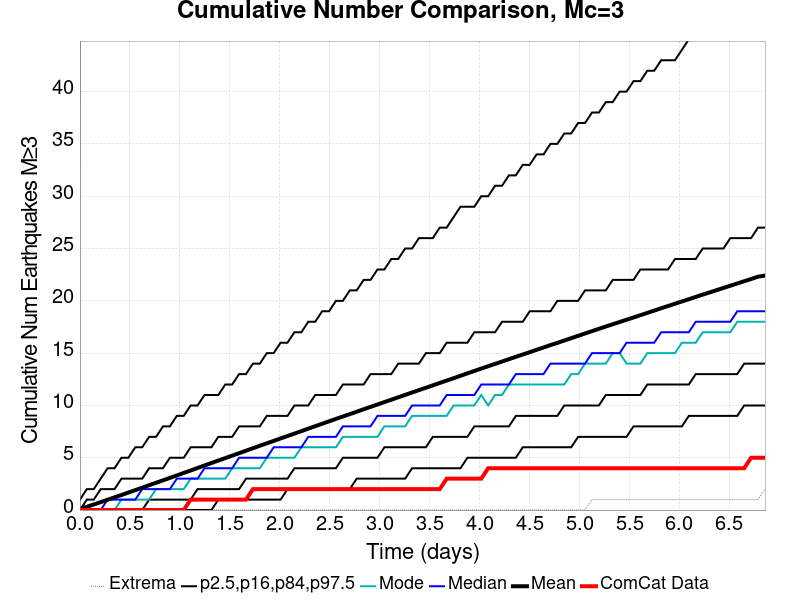 Cumulative Number Comparison, Mc=3
Cumulative Num Earthquakes M≥3
40
35
30
25
20
15
10
5
0
0.0 0.5 1.0 1.5 2.0 2.5 3.0 3.5 4.0 4.5 5.0 5.5 6.0 6.5
Time (days)
Extrema p2.5,p16,p84,p97.5 Mode Median Mean ComCat Data